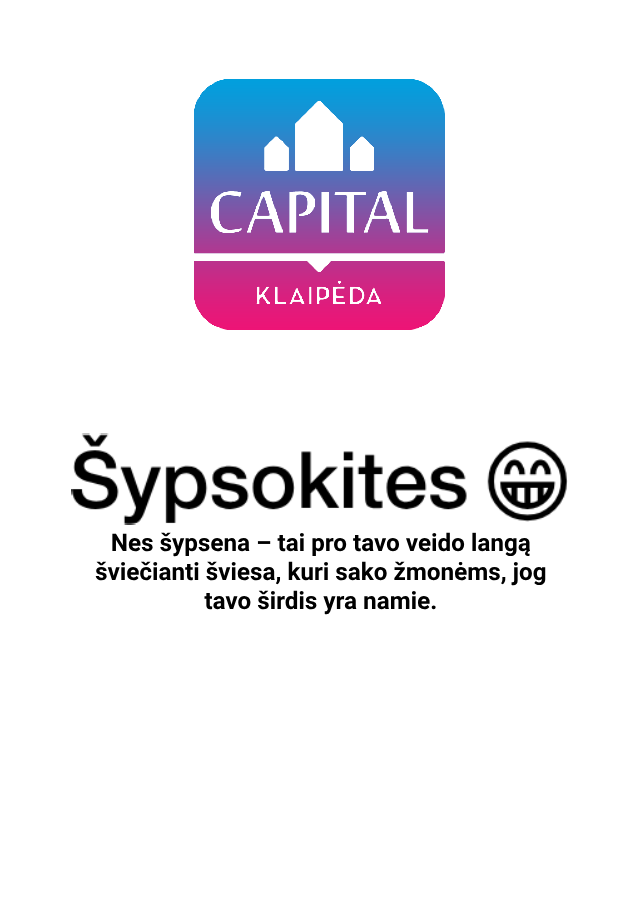 CAPITAL
KLAIPĖDA
Šypsokites 😁
Nes šypsena – tai pro tavo veido langą
šviečianti šviesa, kuri sako žmonėms, jog
tavo širdis yra namie.